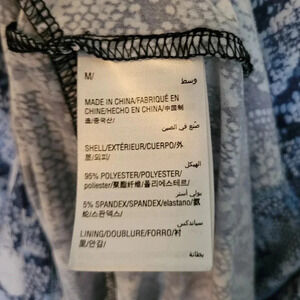 M/
وسط
MADE IN CHINA/FABRIQUÉ EN
CHINE/HECHO EN CHINA/中国制
造/중국산/
صنع في الصين
SHELL/EXTÉRIEUR/CUERPO/外
层/외피/
الهيكل
95% POLYESTER/POLYESTER/
poliester/聚酯纤维/폴리에스테르/
بولي أستر
5% SPANDEX/SPANDEX/elastano/氨
纶/스판덱스/
سباندكس
LINING/DOUBLURE/FORRO/衬
里/안감/
بطانة